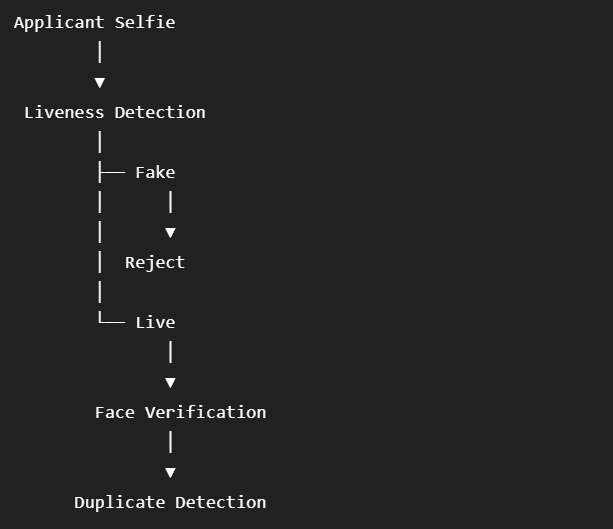 Applicant Selfie
Liveness Detection
Fake
Reject
Live
Face Verification
Duplicate Detection